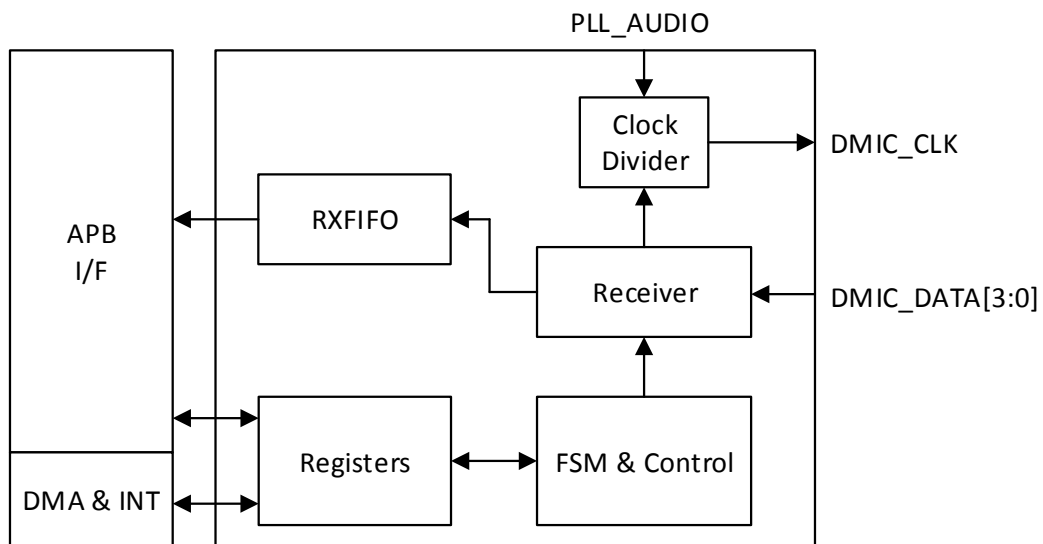 PLL_AUDIO
Clock
Divider
DMIC_CLK
RXFIFO
APB
I/F
Receiver
DMIC_DATA[3:0]
Registers
FSM & Control
DMA & INT